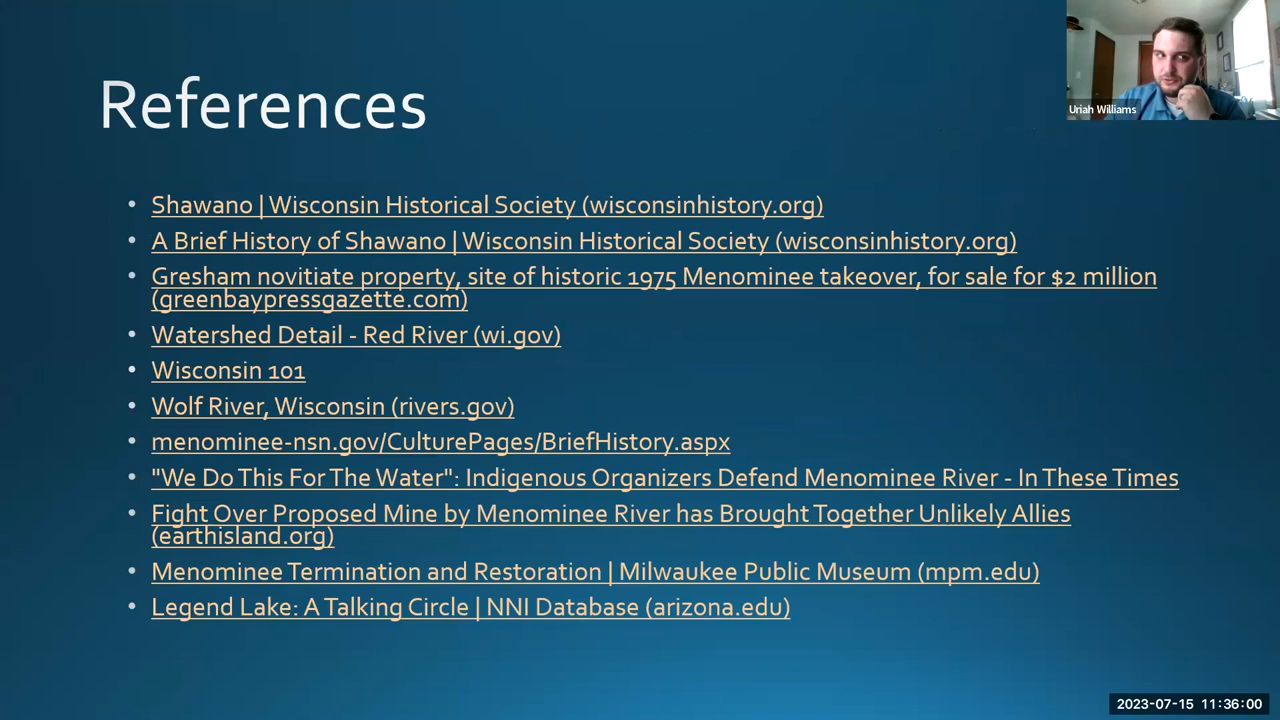 References
Uriah Williams
• Shawano | Wisconsin Historical Society (wisconsinhistory.org)
• A Brief History of Shawano | Wisconsin Historical Society (wisconsinhistory.org)
• Gresham novitiate property, site of historic 1975 Menominee takeover, for sale for $2 million
(greenbaypressgazette.com)
• Watershed Detail - Red River (wi.gov)
• Wisconsin 101
• Wolf River, Wisconsin (rivers.gov)
• menominee-nsn.gov/CulturePages/BriefHistory.aspx
• "We Do This For The Water": Indigenous Organizers Defend Menominee River - In These Times
• Fight Over Proposed Mine by Menominee River has Brought Together Unlikely Allies
(earthisland.org)
• Menominee Termination and Restoration | Milwaukee Public Museum (mpm.edu)
• Legend Lake: A Talking Circle | NNI Database (arizona.edu)
2023-07-15 11:36:00